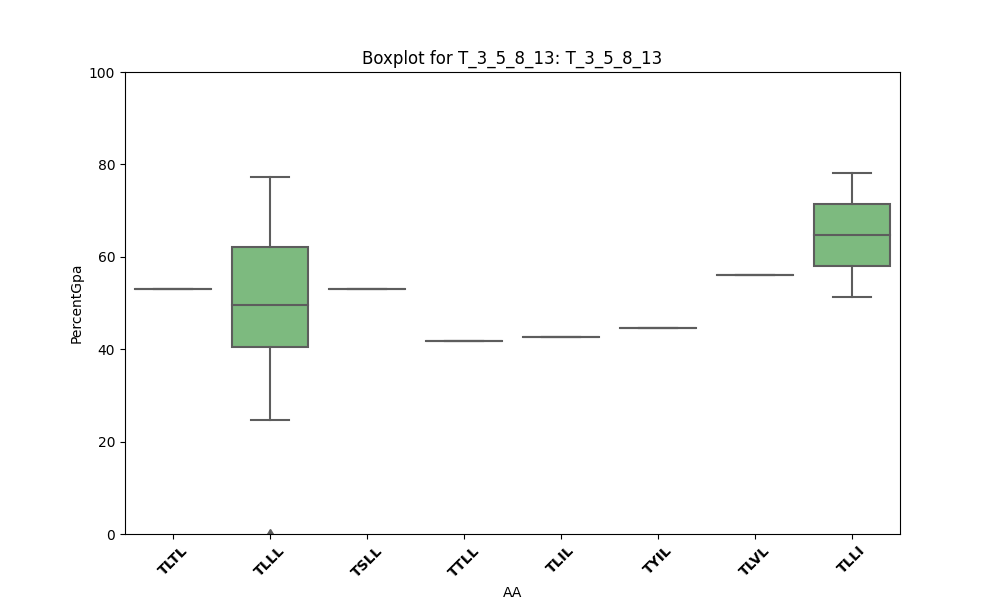 Boxplot for T_3_5_8_13: T_3_5_8_13
100
80
60
40
20
0
PercentGpa
TLTL
TLLL
TSLL
TTLL
TLIL
TYIL
TLVL
TLLI
AA